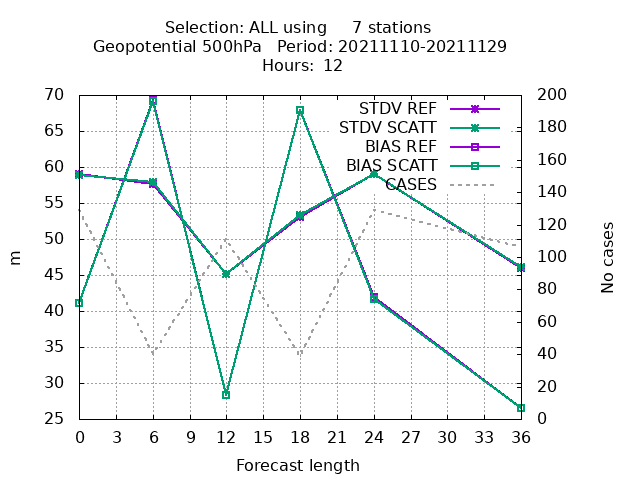 Selection: ALL using     7 stations
Geopotential 500hPa   Period: 20211110-20211129
Hours:  12
STDV REF
STDV SCATT
BIAS REF
BIAS SCATT
CASES
70
65
60
55
50
45
40
35
30
25
m
200
180
160
140
120
100
80
60
40
20
0
No cases
0 3 6 9 12 15 18 21 24 27 30 33 36
Forecast length